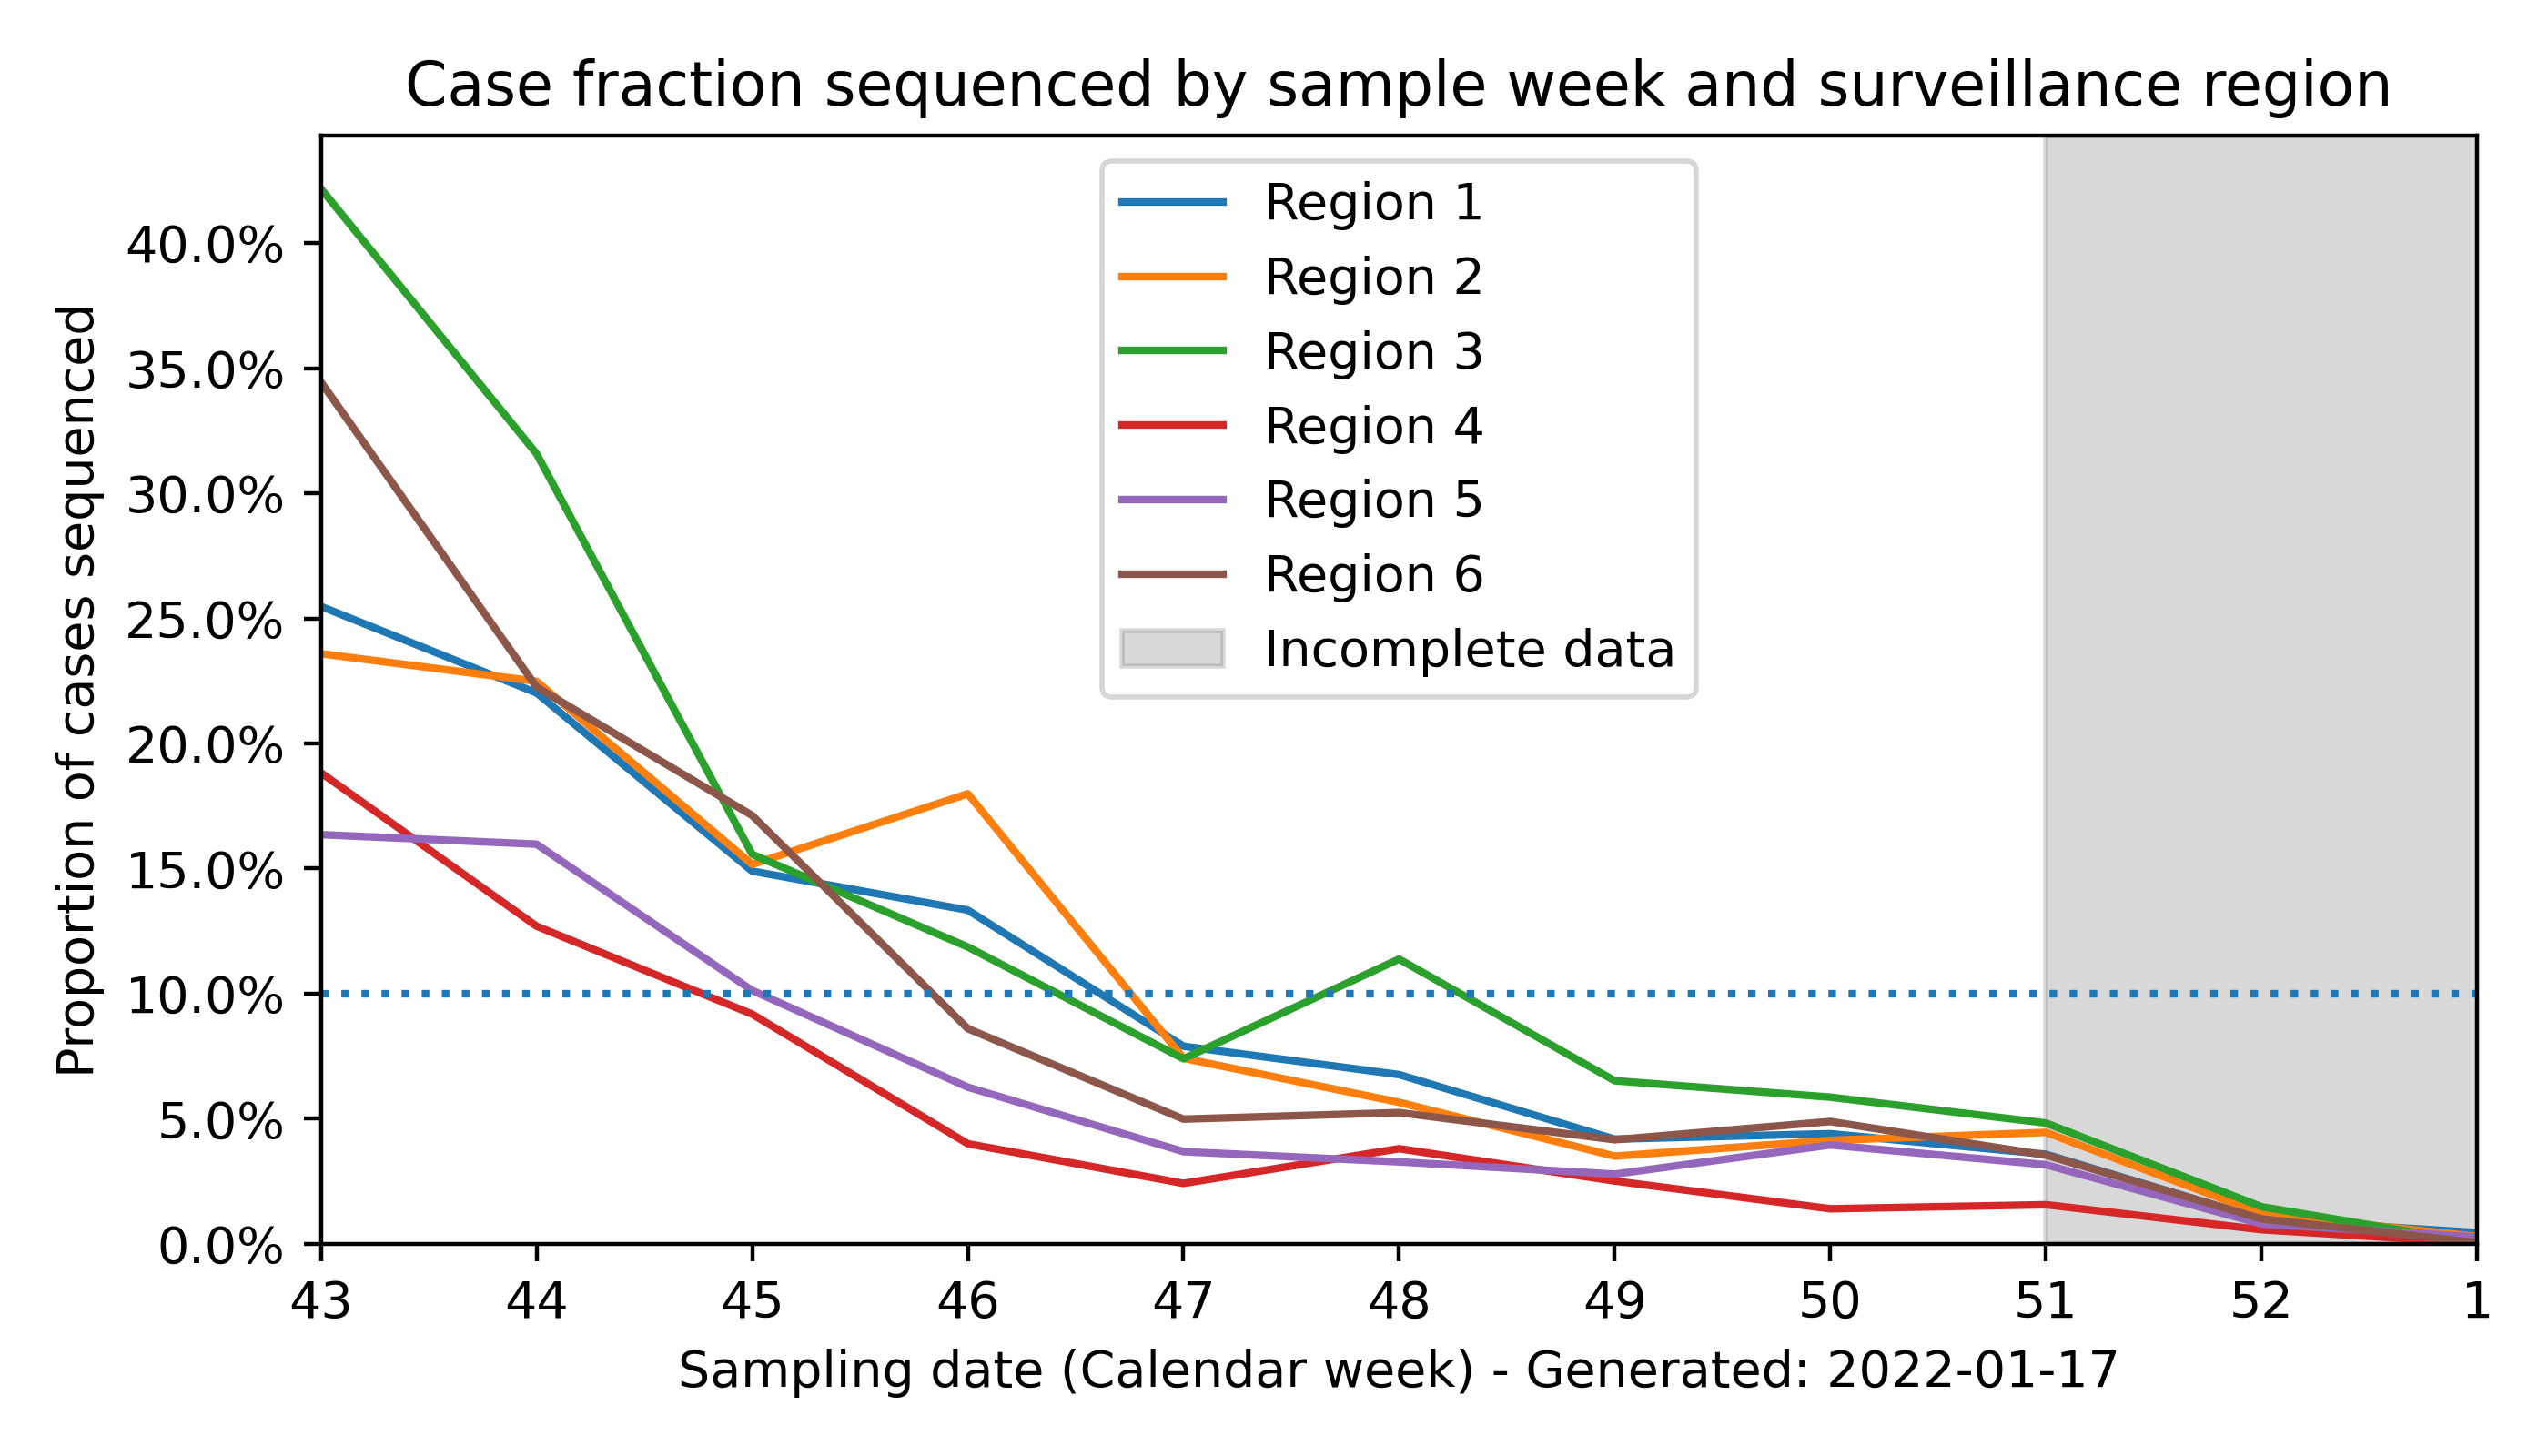 Case fraction sequenced by sample week and surveillance region
Proportion of cases sequenced
40.0%
35.0%
30.0%
25.0%
20.0%
15.0%
10.0%
5.0%
0.0%
Region 1
Region 2
Region 3
Region 4
Region 5
Region 6
Incomplete data
43 44 45 46 47 48 49 50 51 52 1
Sampling date (Calendar week) - Generated: 2022-01-17